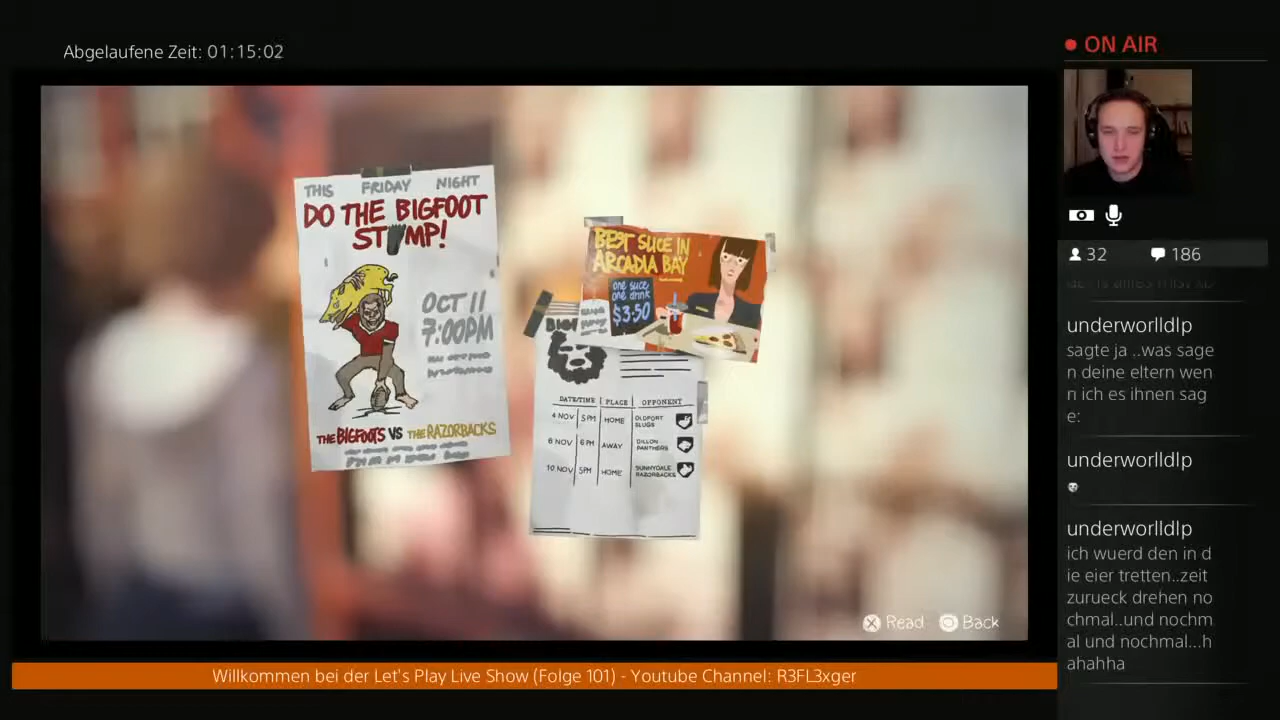 Abgelaufene Zeit: 01:15:02
ON AIR
32
186
THIS FRIDAY NIGHT
DO THE BIGFOOT
STOMP!
OCT 11
7:00PM
THE BIGFOOTS VS THE RAZORBACKS
BEST SLICE IN
ARCADIA BAY
one slice
one drink
$3.50
DATE/TIME PLACE OPPONENT
4 NOV 5PM HOME OLDPORT SLUGS
6 NOV 6PM AWAY DILLON PANTHERS
10 NOV 5PM HOME SUNNYDALE RAZORBACKS
Read Back
underworlldlp
sagte ja ..was sage
n deine eltern wen
n ich es ihnen sag
e:
underworlldlp
underworlldlp
ich wuerd den in d
ie eier tretten..zeit
zurueck drehen no
chmal..und nochm
al und nochmal...h
ahahha
Willkommen bei der Let's Play Live Show (Folge 101) - Youtube Channel: R3FL3xger